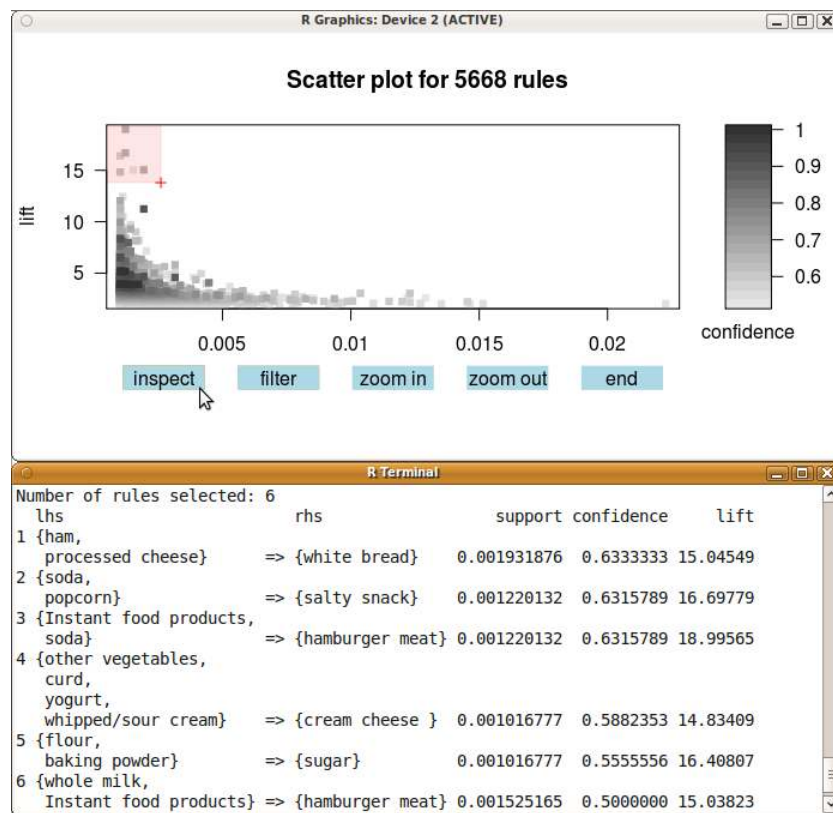 R Graphics: Device 2 (ACTIVE)
Scatter plot for 5668 rules
lift
15
10
5
0.005 0.01 0.015 0.02
1
0.9
0.8
0.7
0.6
confidence
inspect filter zoom in zoom out end
R Terminal
Number of rules selected: 6
lhs rhs support confidence lift
1 {ham,
processed cheese} => {white bread} 0.001931876 0.6333333 15.04549
2 {soda,
popcorn} => {salty snack} 0.001220132 0.6315789 16.69779
3 {Instant food products,
soda} => {hamburger meat} 0.001220132 0.6315789 18.99565
4 {other vegetables,
curd,
yogurt,
whipped/sour cream} => {cream cheese } 0.001016777 0.5882353 14.83409
5 {flour,
baking powder} => {sugar} 0.001016777 0.5555556 16.40807
6 {whole milk,
Instant food products} => {hamburger meat} 0.001525165 0.5000000 15.03823